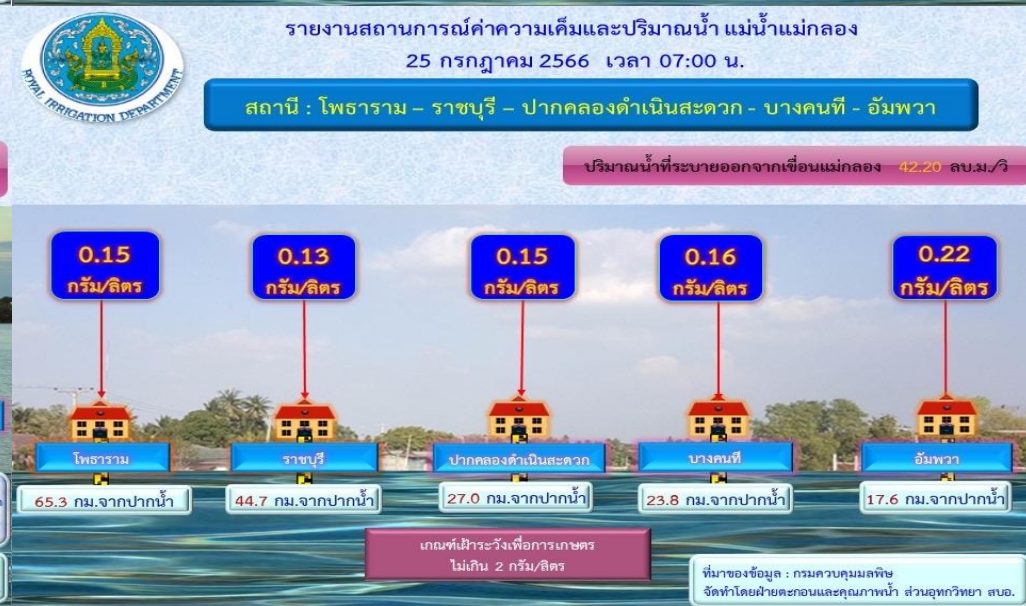 รายงานสถานการณ์ค่าความเค็มและปริมาณน้ำ แม่น้ำแม่กลอง
25 กรกฎาคม 2566 เวลา 07:00 น.
ROYAL IRRIGATION DEPARTMENT
สถานี : โพธาราม – ราชบุรี – ปากคลองดำเนินสะดวก - บางคนที - อัมพวา
ปริมาณน้ำที่ระบายออกจากเขื่อนแม่กลอง 42.20 ลบ.ม./วิ
0.15
กรัม/ลิตร
0.13
กรัม/ลิตร
0.15
กรัม/ลิตร
0.16
กรัม/ลิตร
0.22
กรัม/ลิตร
โพธาราม
ราชบุรี
ปากคลองดำเนินสะดวก
บางคนที
อัมพวา
65.3 กม.จากปากน้ำ
44.7 กม.จากปากน้ำ
27.0 กม.จากปากน้ำ
23.8 กม.จากปากน้ำ
17.6 กม.จากปากน้ำ
เกณฑ์เฝ้าระวังเพื่อการเกษตร
ไม่เกิน 2 กรัม/ลิตร
ที่มาของข้อมูล : กรมควบคุมมลพิษ
จัดทำโดยฝ่ายตะกอนและคุณภาพน้ำ ส่วนอุทกวิทยา สบอ.